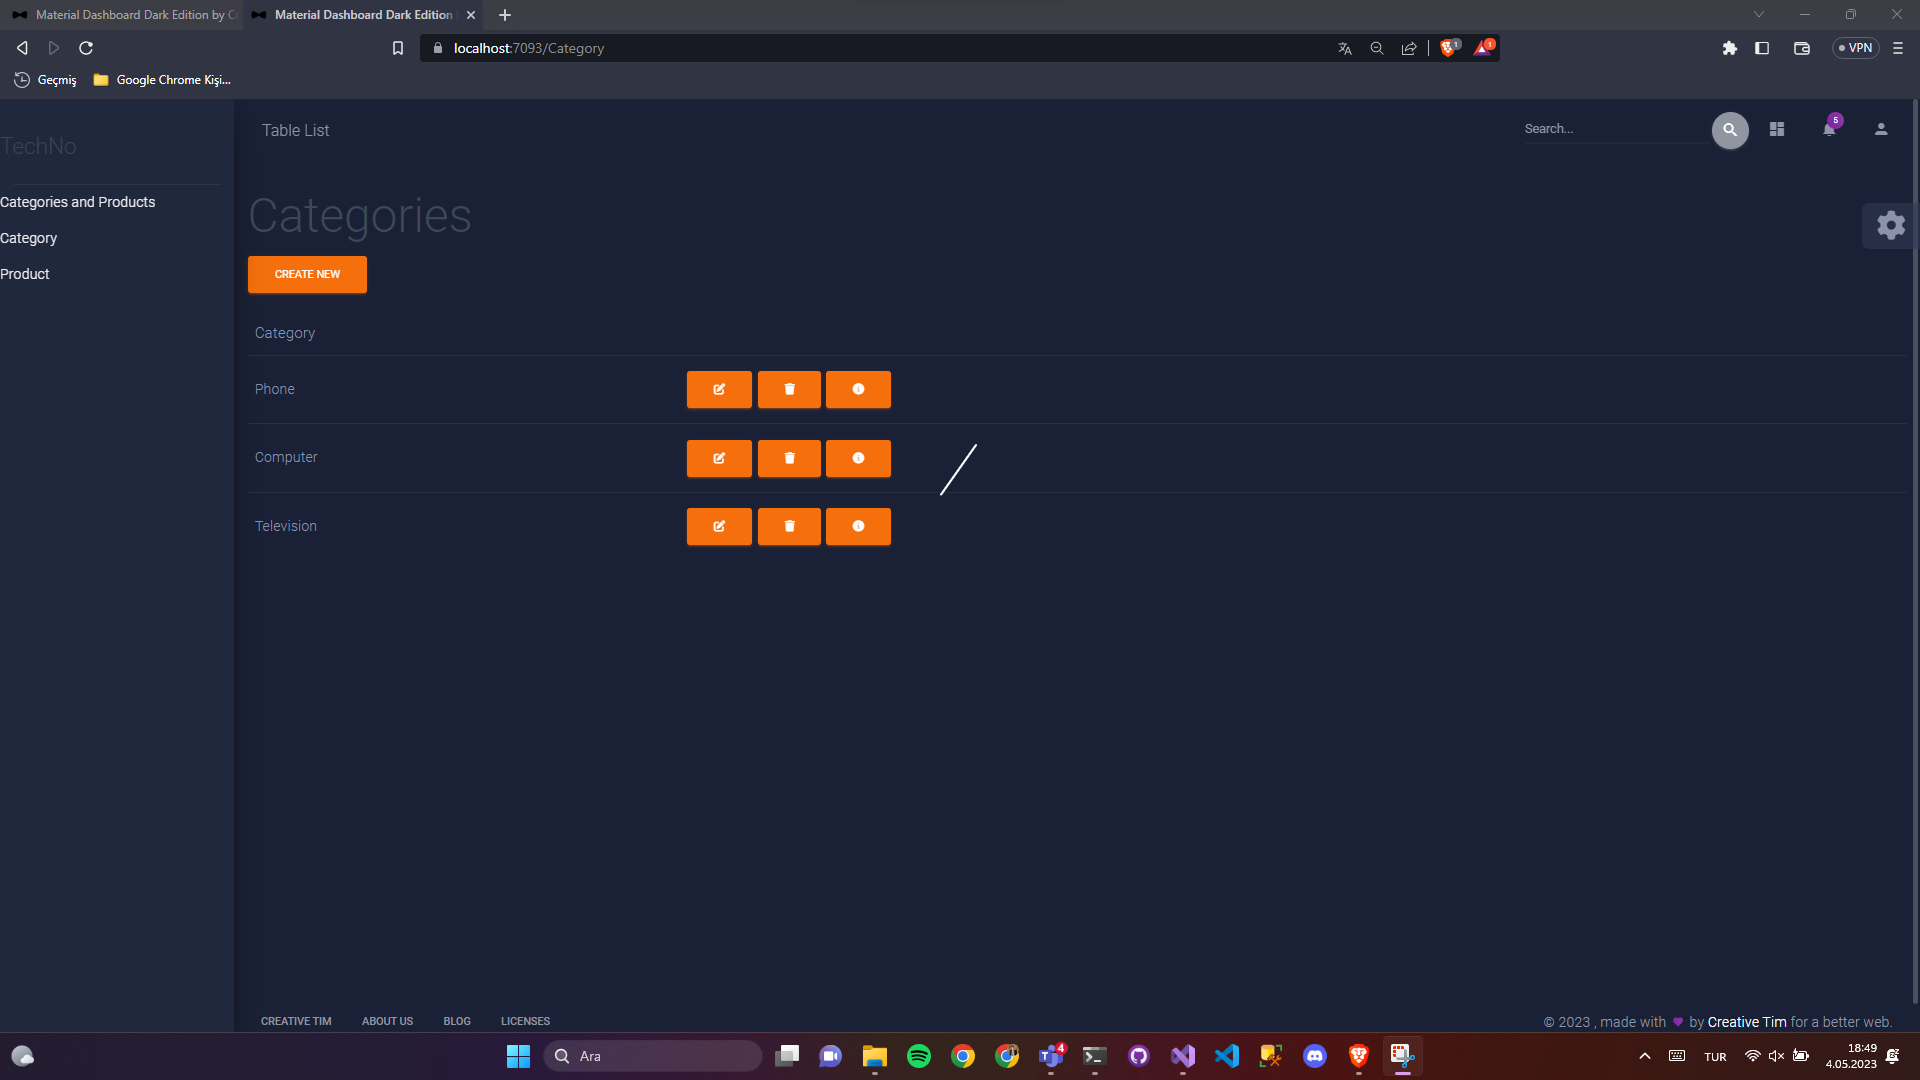 Material Dashboard Dark Edition by C
Material Dashboard Dark Edition
localhost:7093/Category
1
1
VPN
Geçmiş
Google Chrome Kişi...
TechNo
Table List
Search...
5
Categories and Products
Category
Product
Categories
CREATE NEW
Category
Phone
Computer
Television
CREATIVE TIM
ABOUT US
BLOG
LICENSES
© 2023 , made with by Creative Tim for a better web.
Ara
4
TUR
18:49
4.05.2023